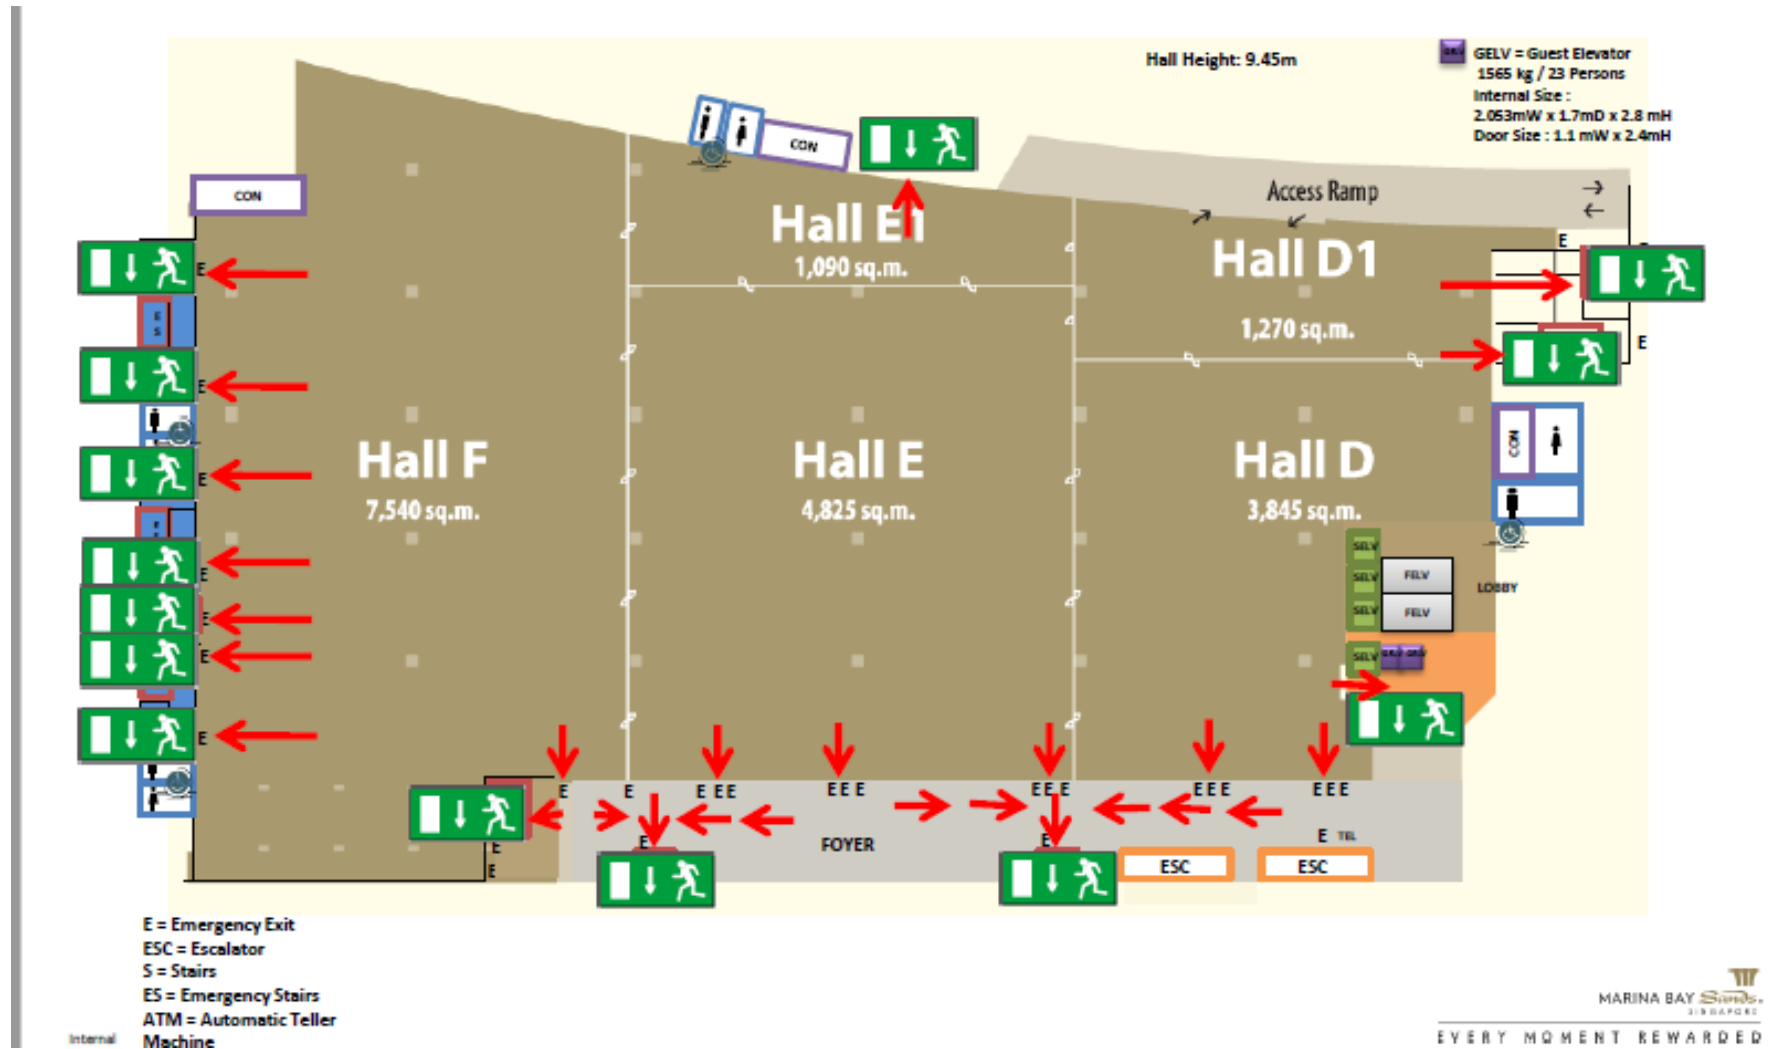 Hall Height: 9.45m
GELV = Guest Elevator
1565 kg / 23 Persons
Internal Size :
2.053mW x 1.7mD x 2.8 mH
Door Size : 1.1 mW x 2.4mH
CON
CON
Access Ramp
Hall E1
1,090 sq.m.
Hall D1
1,270 sq.m.
E
E
E
E
E
E
E
E
E
E
E S
Hall F
7,540 sq.m.
Hall E
4,825 sq.m.
Hall D
3,845 sq.m.
CON
SELV
SELV
SELV
SELV
FELV
FELV
LOBBY
E
E
E E E
E E E
E E E
E E E
E E E
E
E
E
E
E TEL
FOYER
ESC
ESC
E = Emergency Exit
ESC = Escalator
S = Stairs
ES = Emergency Stairs
ATM = Automatic Teller
Machine
Internal
MARINA BAY Sands.
SINGAPORE
EVERY MOMENT REWARDED